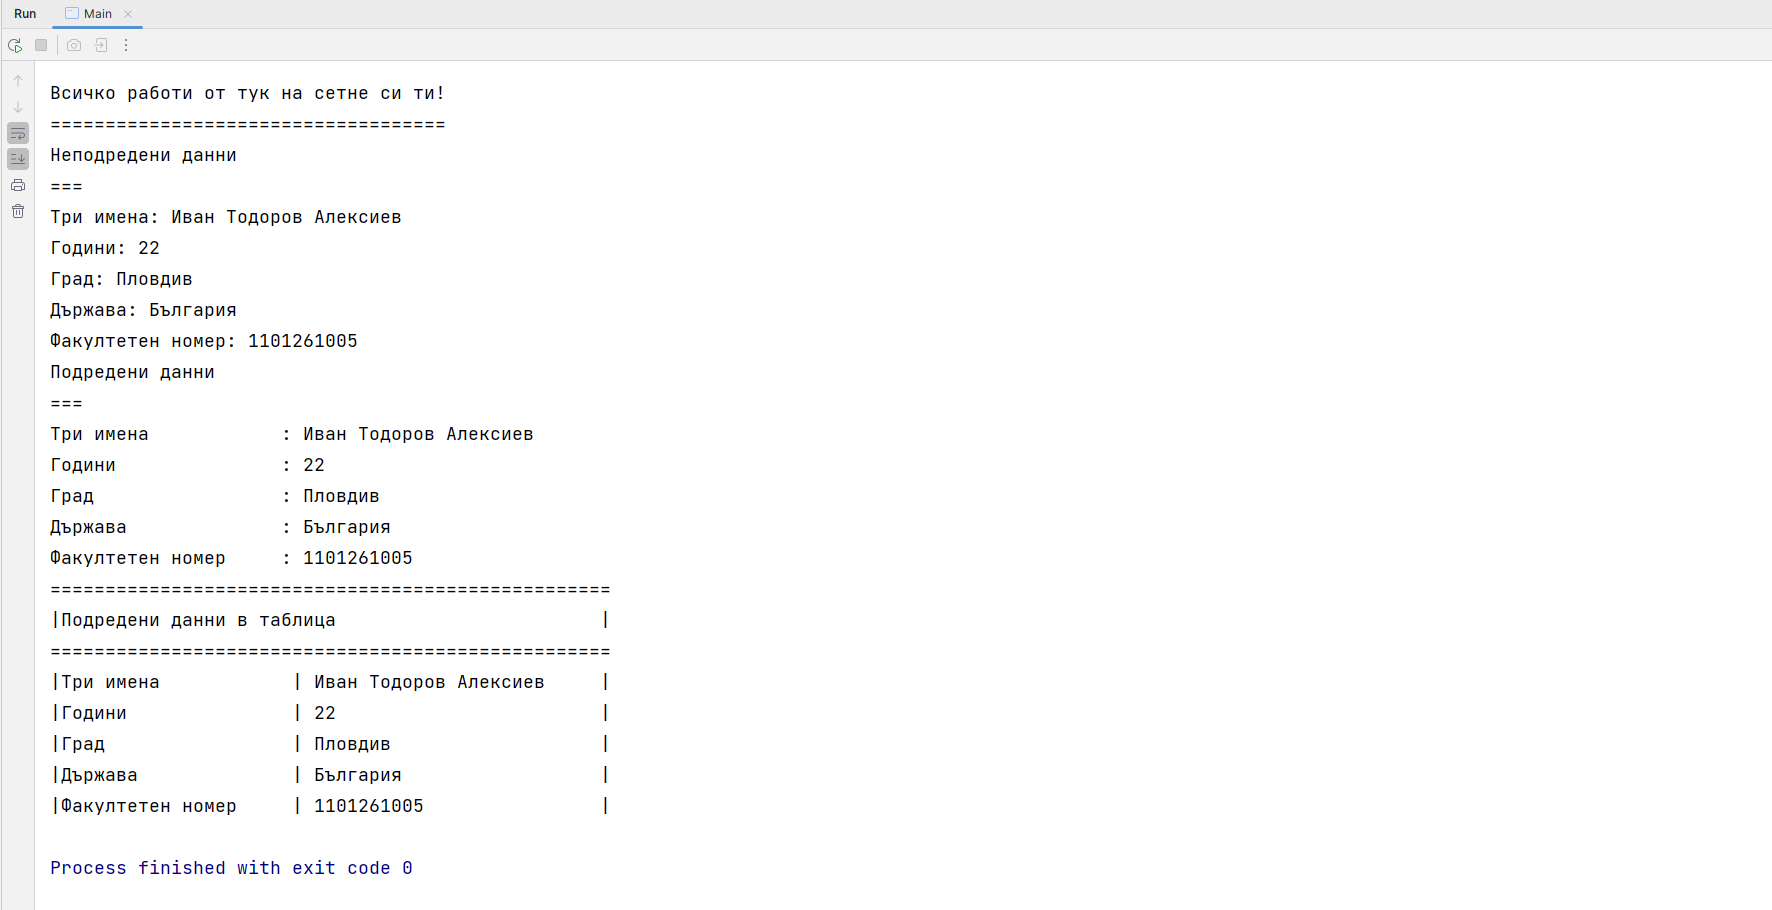 Run Main
Всичко работи от тук на сетне си ти!
====================================
Неподредени данни
===
Три имена: Иван Тодоров Алексиев
Години: 22
Град: Пловдив
Държава: България
Факултетен номер: 1101261005
Подредени данни
===
Три имена            : Иван Тодоров Алексиев
Години               : 22
Град                 : Пловдив
Държава              : България
Факултетен номер     : 1101261005
===================================================
|Подредени данни в таблица                        |
===================================================
|Три имена            | Иван Тодоров Алексиев     |
|Години               | 22                        |
|Град                 | Пловдив                   |
|Държава              | България                  |
|Факултетен номер     | 1101261005                |
Process finished with exit code 0